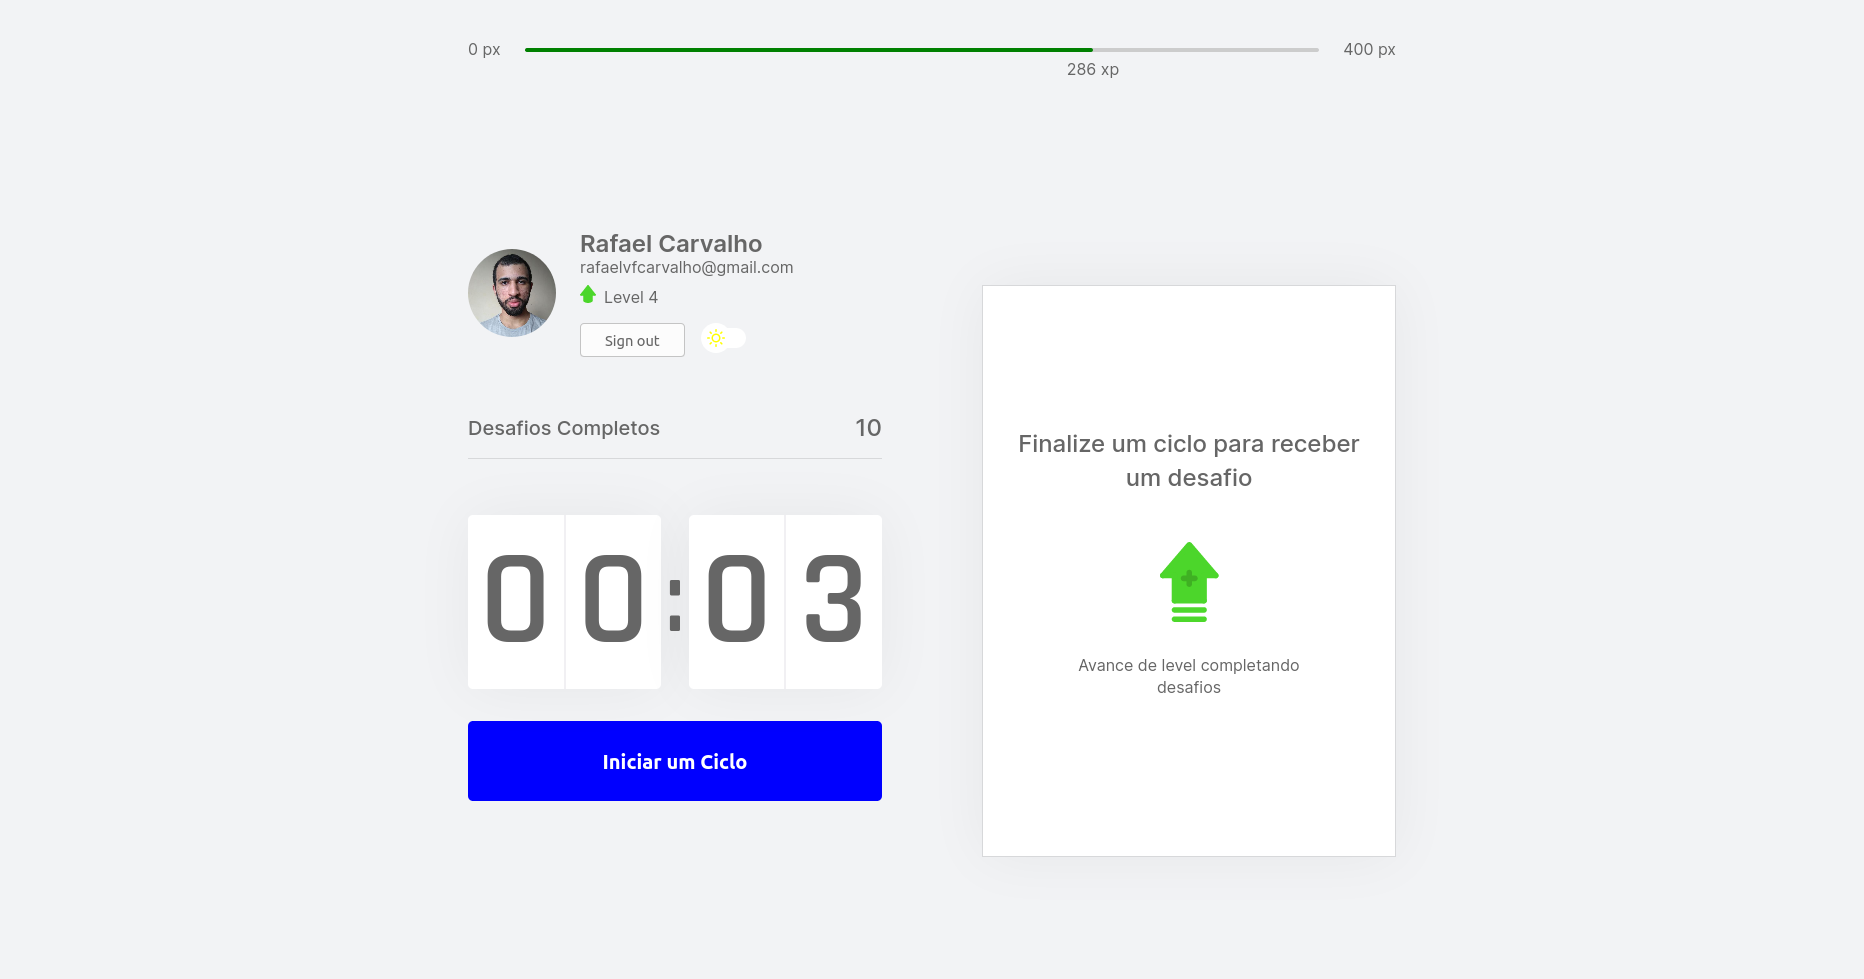 0 px
400 px
286 xp
Rafael Carvalho
rafaelvfcarvalho@gmail.com
Level 4
Sign out
Desafios Completos
10
00:03
Iniciar um Ciclo
Finalize um ciclo para receber
um desafio
Avance de level completando
desafios